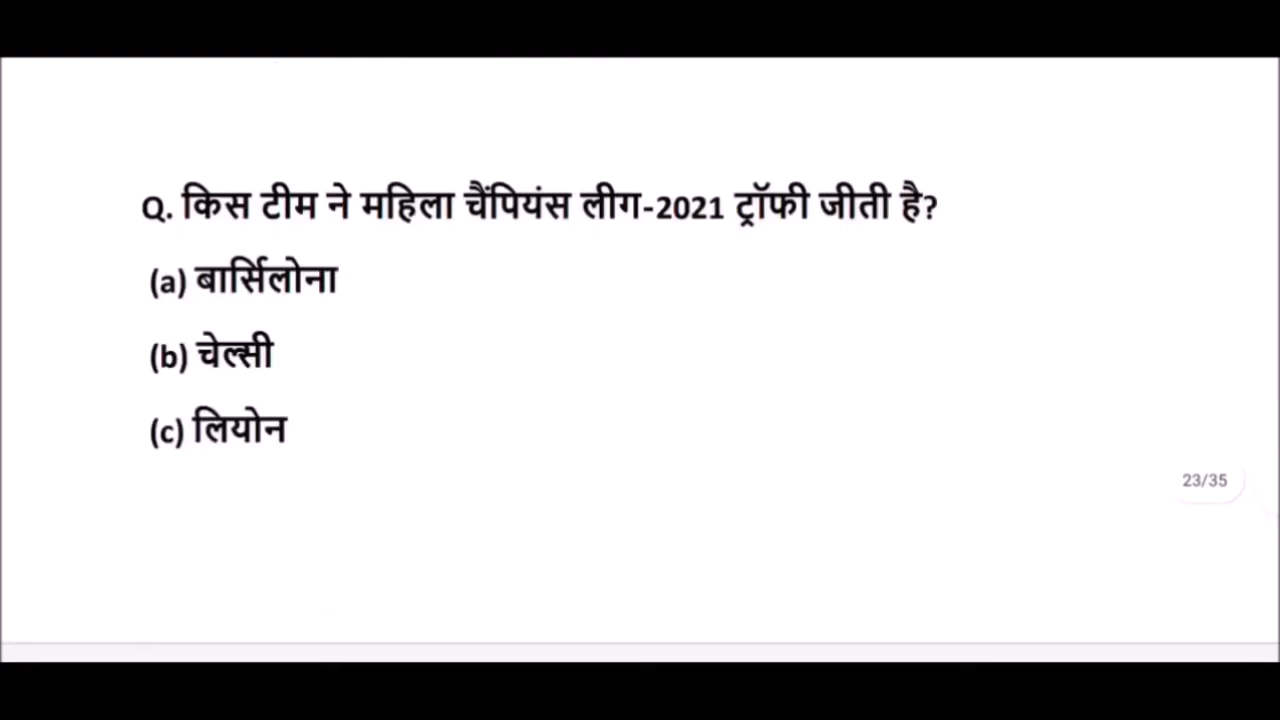 Q. किस टीम ने महिला चैंपियंस लीग-2021 ट्रॉफी जीती है?
(a) बार्सिलोना
(b) चेल्सी
(c) लियोन
23/35